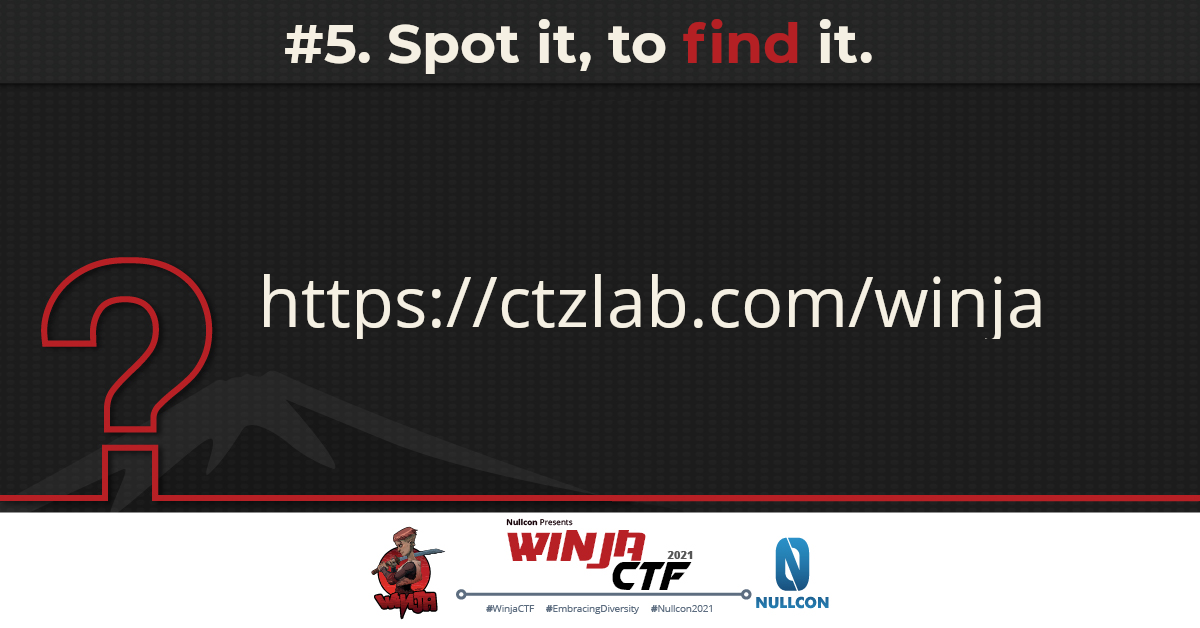 #5. Spot it, to find it.
https://ctzlab.com/winja
Nullcon Presents
WINJA
2021
CTF
WINJA
NULLCON
#WinjaCTF #EmbracingDiversity #Nullcon2021